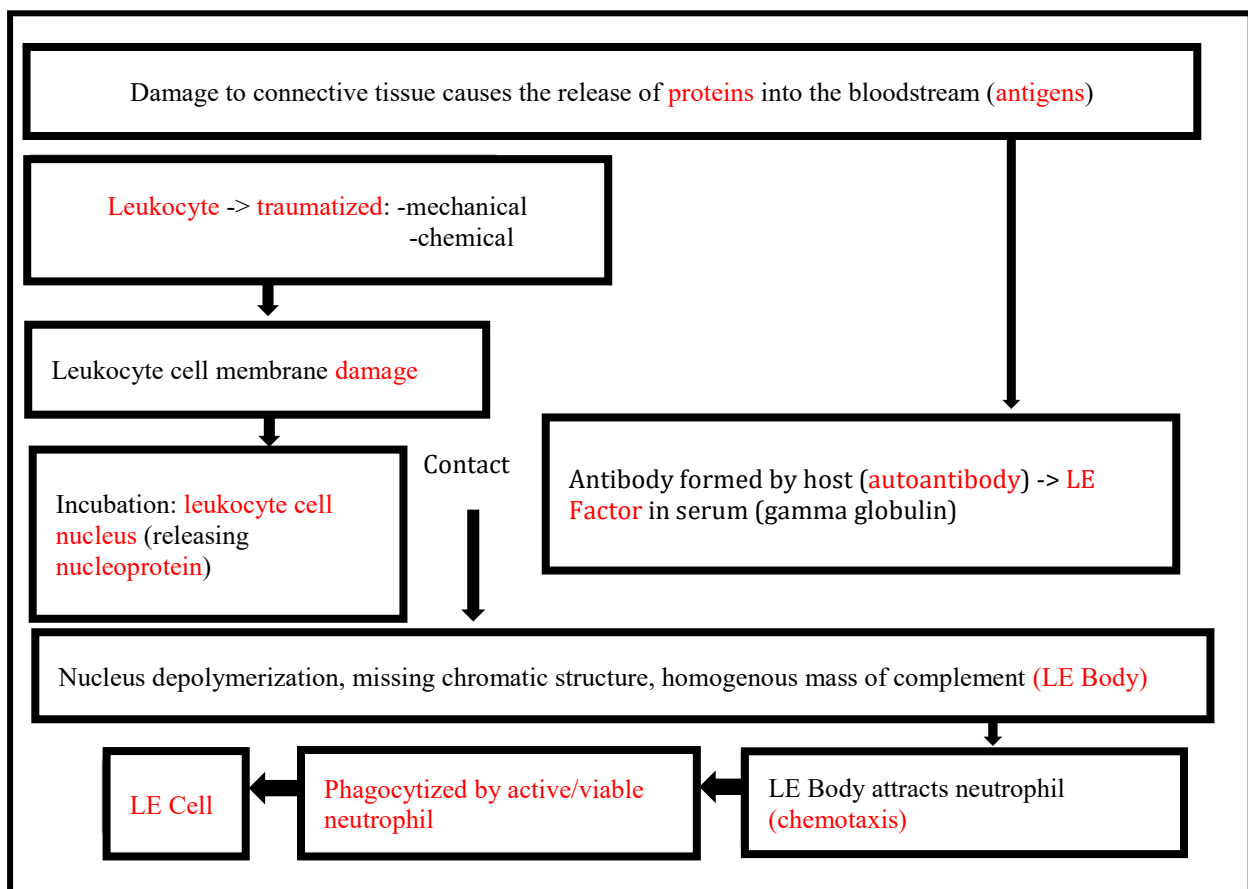 Damage to connective tissue causes the release of proteins into the bloodstream (antigens)
Leukocyte -> traumatized: -mechanical
-chemical
Leukocyte cell membrane damage
Incubation: leukocyte cell
nucleus (releasing
nucleoprotein)
Contact
Antibody formed by host (autoantibody) -> LE
Factor in serum (gamma globulin)
Nucleus depolymerization, missing chromatic structure, homogenous mass of complement (LE Body)
LE Cell
Phagocytized by active/viable
neutrophil
LE Body attracts neutrophil
(chemotaxis)